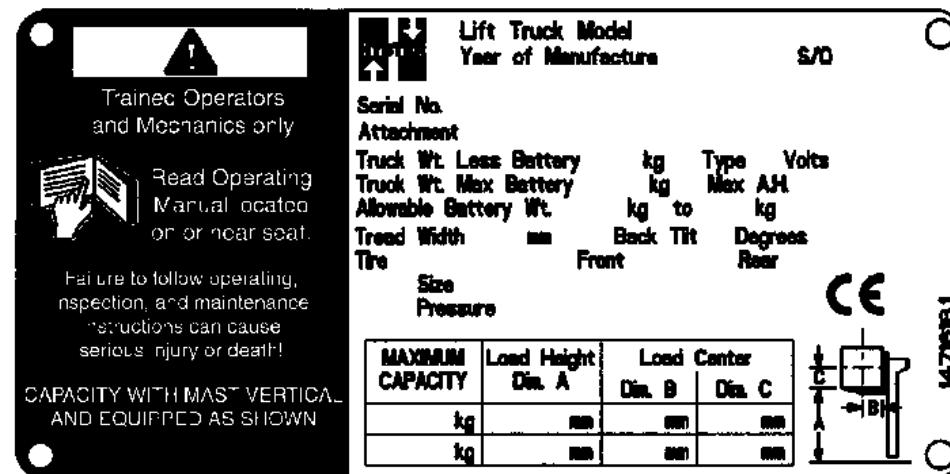 Trained Operators
and Mechanics only
Read Operating
Manual located
on or near seat.
Failure to follow operating,
inspection, and maintenance
instructions can cause
serious injury or death!
CAPACITY WITH MAST VERTICAL
AND EQUIPPED AS SHOWN
HYSTER
Lift Truck Model
Year of Manufacture S/O
Serial No.
Attachment
Truck Wt. Less Battery kg Type Volts
Truck Wt. Max Battery kg Max A.H.
Allowable Battery Wt. kg to kg
Tread Width mm Back Tilt Degrees
Tire Front Rear
Size
Pressure
CE
MAXIMUM CAPACITY Load Height Dim. A Load Center
Dim. B Dim. C
kg mm mm mm
kg mm mm mm
C
B
A